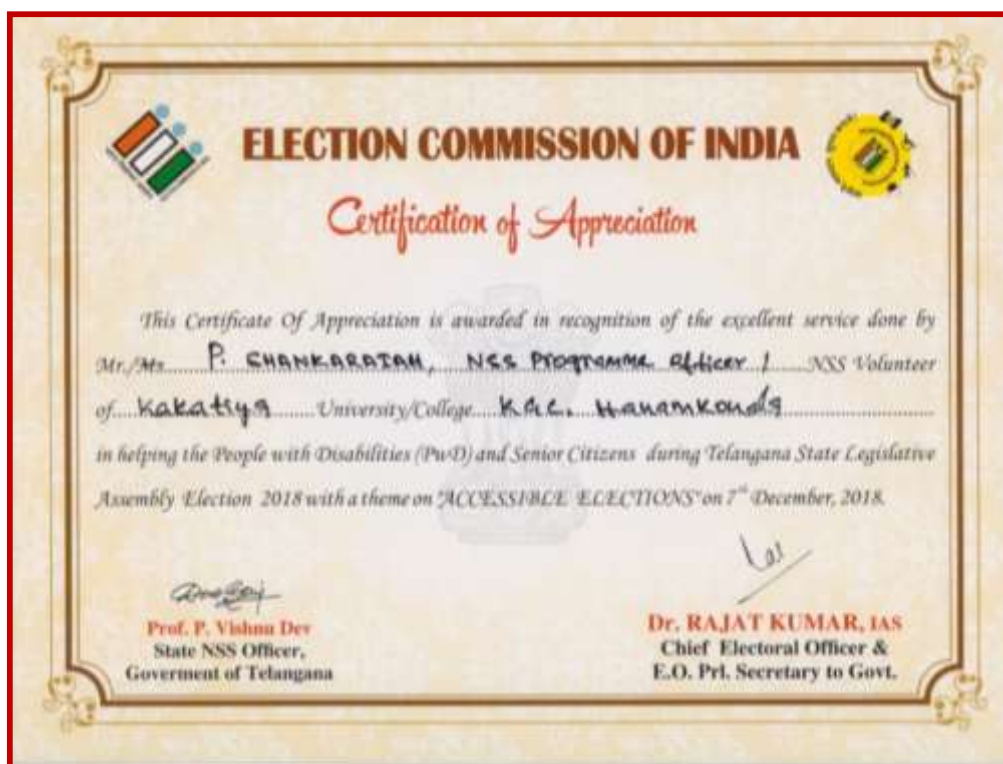 ELECTION COMMISSION OF INDIA
Certification of Appreciation
This Certificate Of Appreciation is awarded in recognition of the excellent service done by
Mr./Ms. P. SHANKARAIAH, NSS Programme Officer / NSS Volunteer
of Kakatiya University/College K.D.C. Hanamkonda
in helping the People with Disabilities (PwD) and Senior Citizens during Telangana State Legislative
Assembly Election 2018 with a theme on "ACCESSIBLE ELECTIONS" on 7th December, 2018.
Prof. P. Vishnu Dev
State NSS Officer,
Goverment of Telangana
Dr. RAJAT KUMAR, IAS
Chief Electoral Officer &
E.O. Prl. Secretary to Govt.